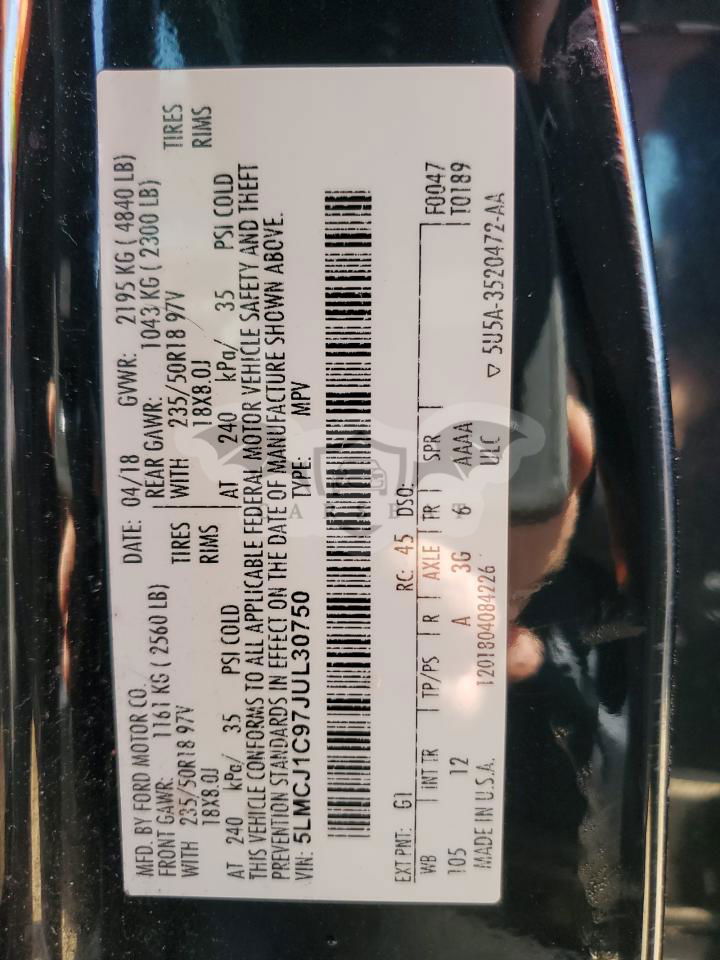 MFD. BY FORD MOTOR CO. DATE: 04/18 GVWR: 2195 KG ( 4840 LB)
FRONT GAWR: 1161 KG ( 2560 LB) REAR GAWR: 1043 KG ( 2300 LB)
WITH 235/50R18 97V TIRES WITH 235/50R18 97V TIRES
18X8.0J RIMS 18X8.0J RIMS
AT 240 kPa/ 35 PSI COLD AT 240 kPa/ 35 PSI COLD
THIS VEHICLE CONFORMS TO ALL APPLICABLE FEDERAL MOTOR VEHICLE SAFETY AND THEFT
PREVENTION STANDARDS IN EFFECT ON THE DATE OF MANUFACTURE SHOWN ABOVE.
VIN: 5LMCJ1C97JUL30750 TYPE: MPV
EXT PNT: G1 RC: 45 DSO:
WB INT TR TP/PS R AXLE TR SPR F0047
105 12 A 3G 6 AAAA T0189
MADE IN U.S.A. 1201804084226 ULC ▽ 5U5A-3520472-AA